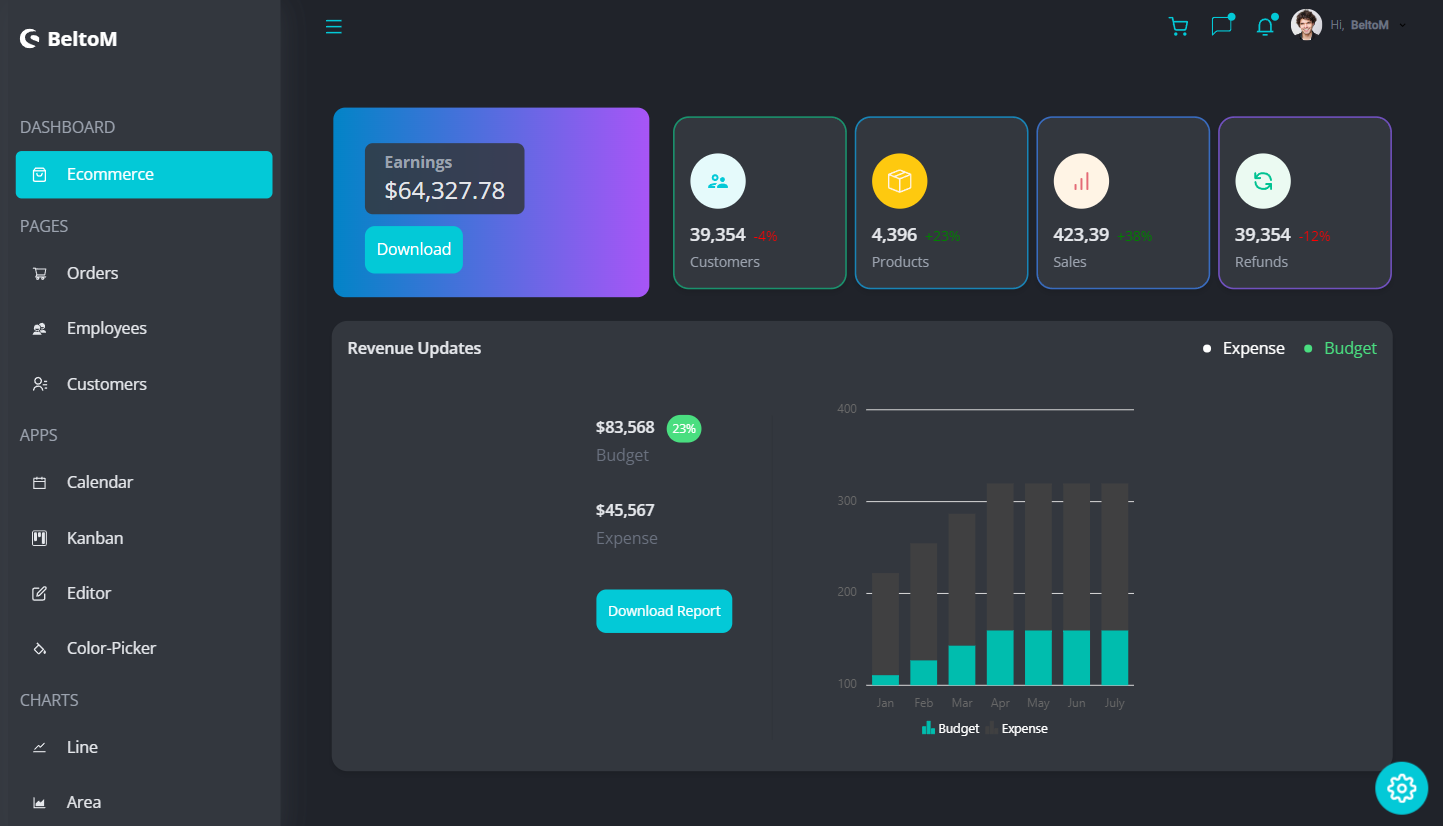 BeltoM
Hi, BeltoM
DASHBOARD
Ecommerce
PAGES
Orders
Employees
Customers
APPS
Calendar
Kanban
Editor
Color-Picker
CHARTS
Line
Area
Earnings
$64,327.78
Download
39,354 -4%
Customers
4,396 +23%
Products
423,39 +38%
Sales
39,354 -12%
Refunds
Revenue Updates
Expense
Budget
$83,568 23%
Budget
$45,567
Expense
Download Report
400
300
200
100
Jan Feb Mar Apr May Jun July
Budget Expense